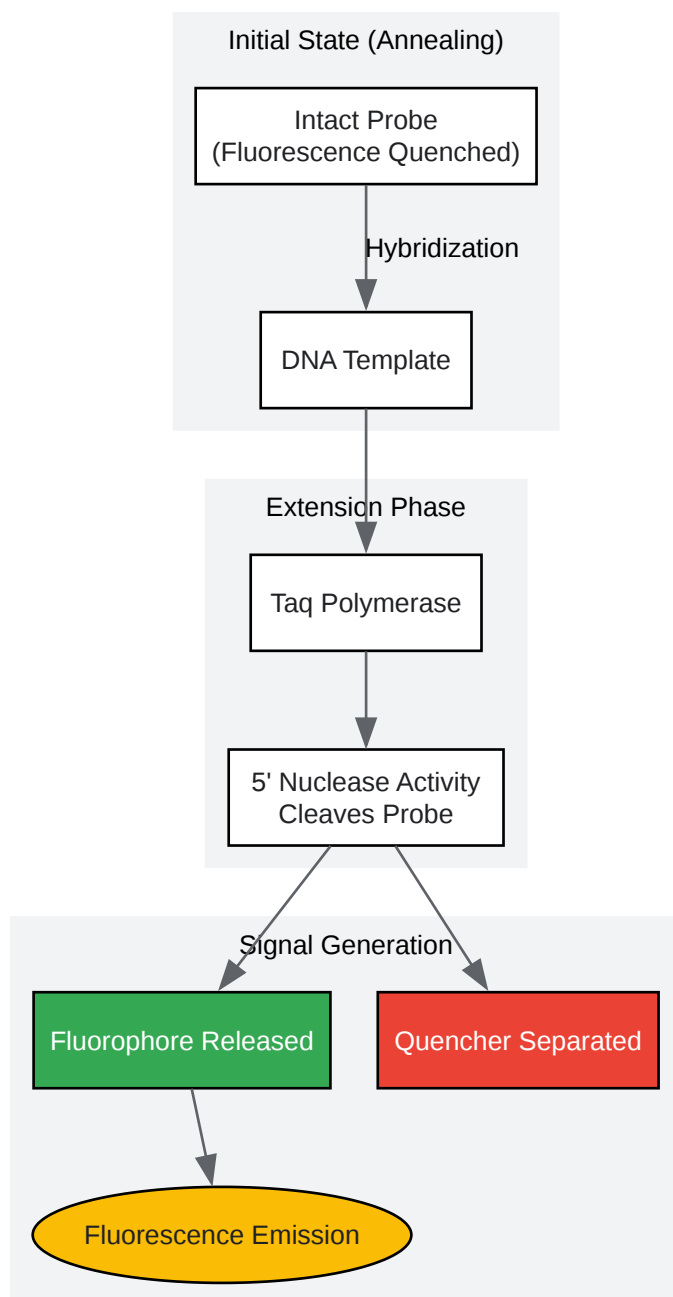 Initial State (Annealing)
Intact Probe
(Fluorescence Quenched)
Hybridization
DNA Template
Extension Phase
Taq Polymerase
5' Nuclease Activity
Cleaves Probe
Signal Generation
Fluorophore Released
Quencher Separated
Fluorescence Emission